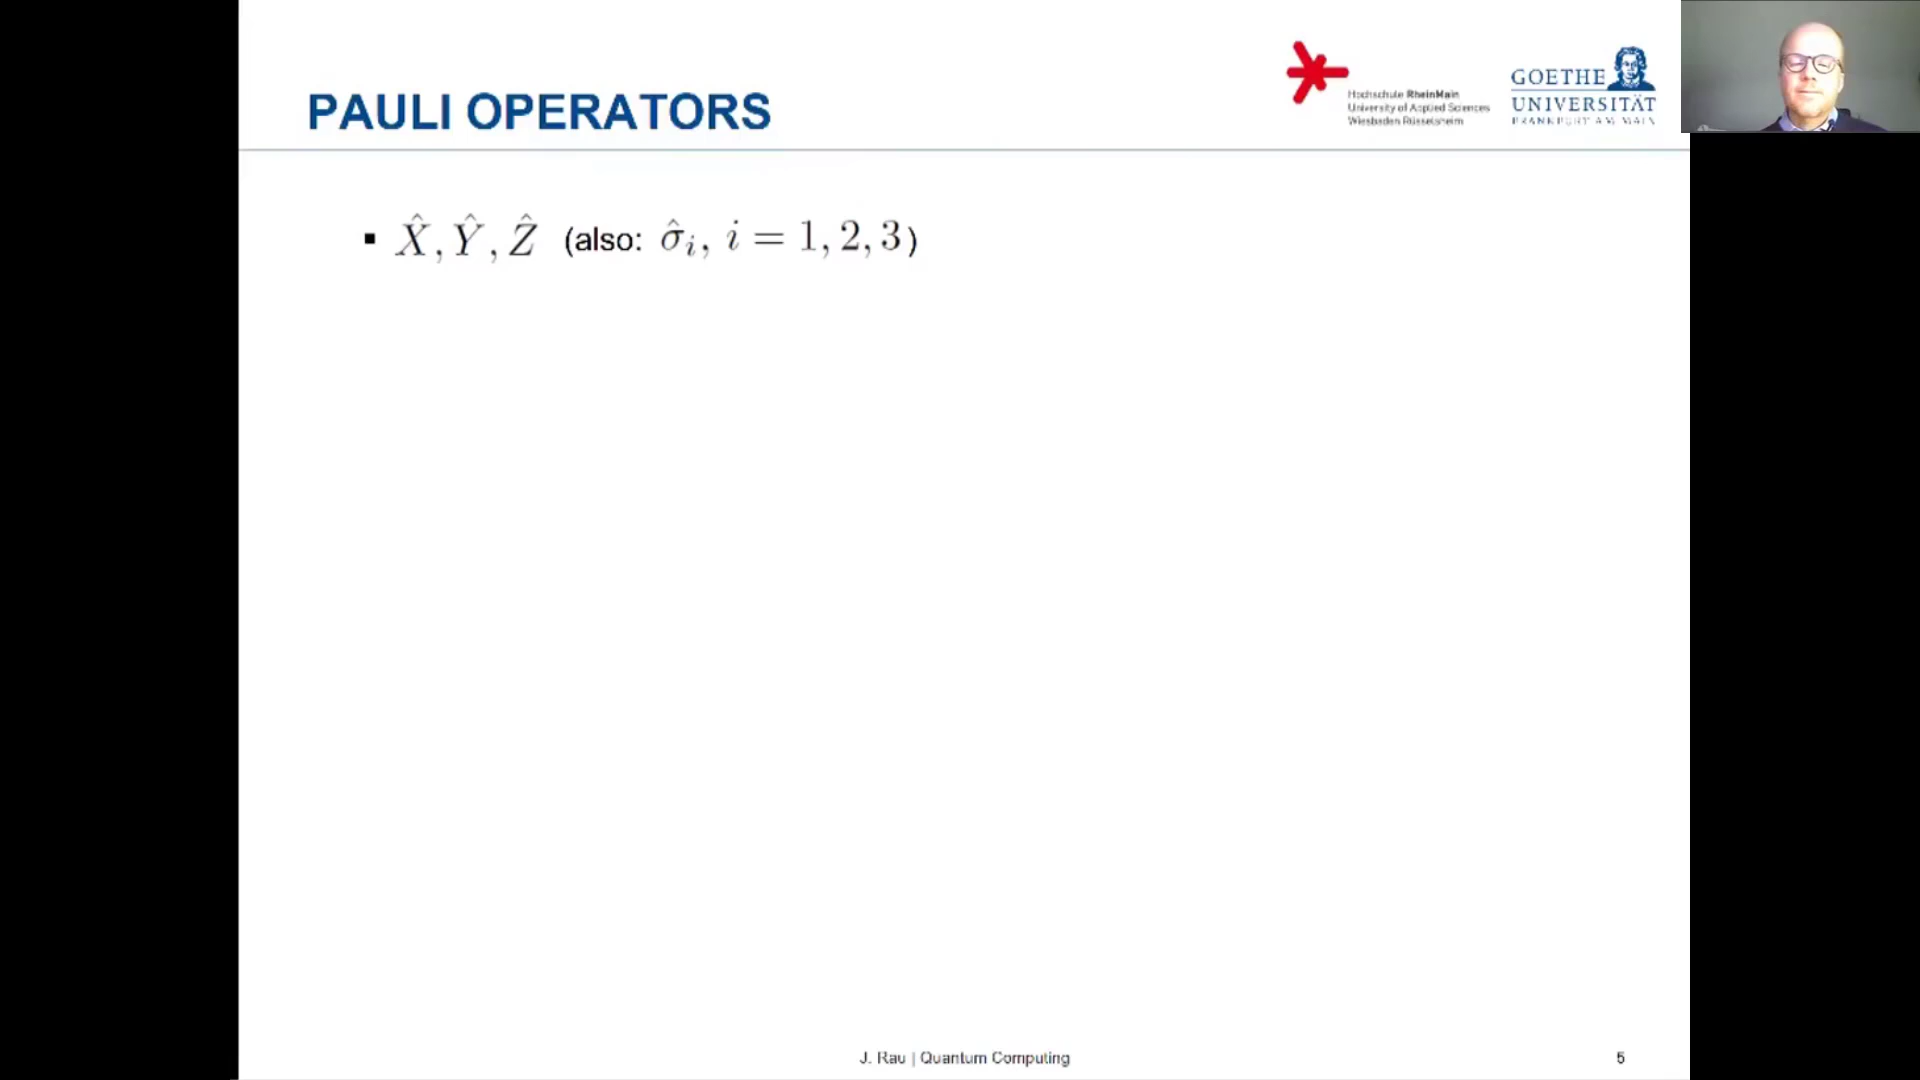 PAULI OPERATORS
Hochschule RheinMain
University of Applied Sciences
Wiesbaden Rüsselsheim
GOETHE
UNIVERSITÄT
FRANKFURT AM MAIN
▪ X̂, Ŷ, Ẑ (also: σ̂ᵢ, i = 1, 2, 3)
J. Rau | Quantum Computing
5